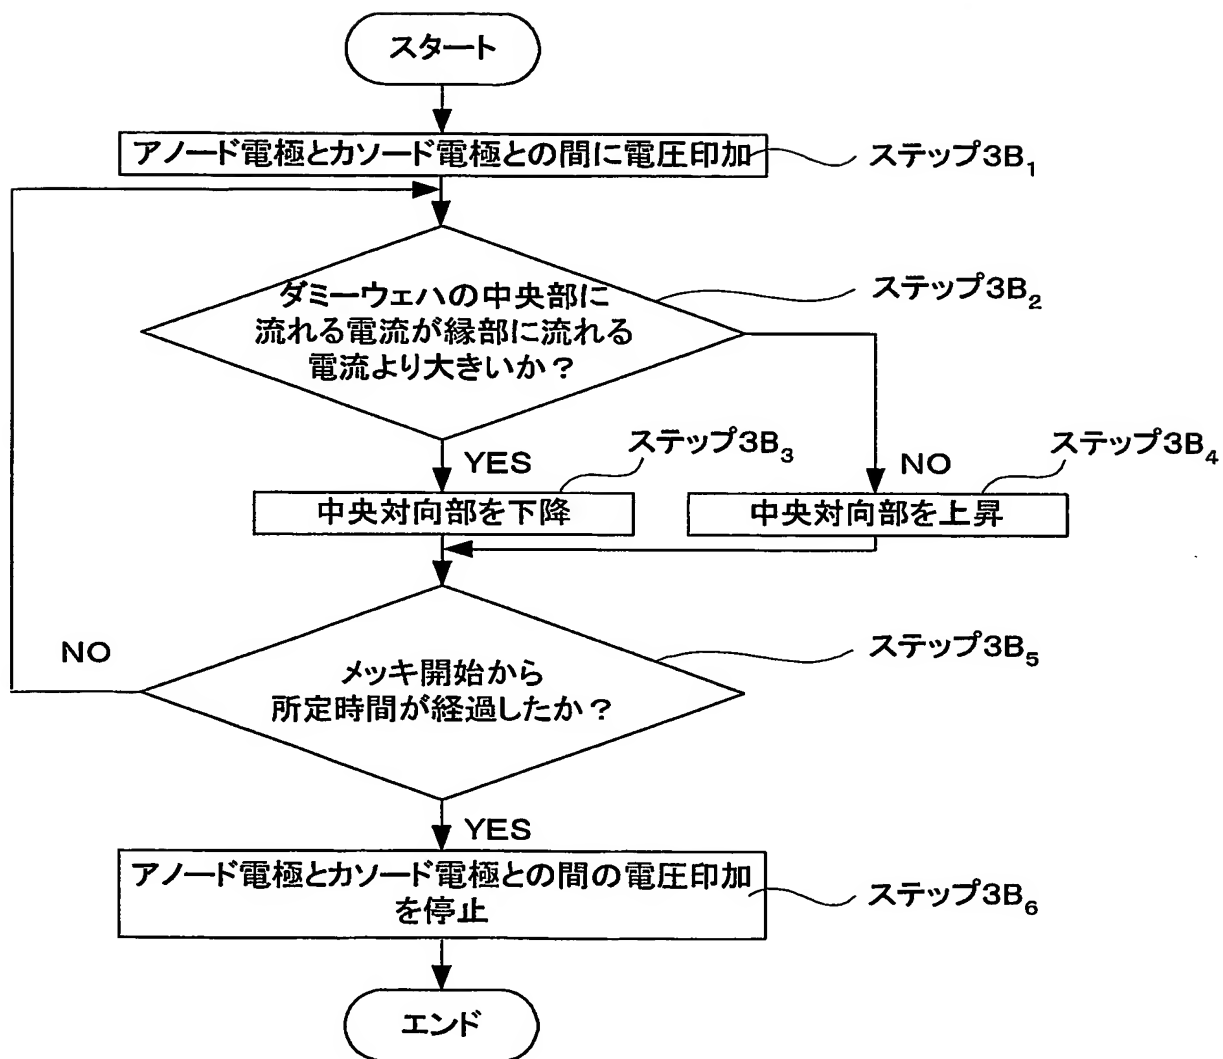 スタート
アノード電極とカソード電極との間に電圧印加
ステップ3B₁
ダミーウェハの中央部に
流れる電流が縁部に流れる
電流より大きいか？
ステップ3B₂
YES
ステップ3B₃
NO
ステップ3B₄
中央対向部を下降
中央対向部を上昇
NO
メッキ開始から
所定時間が経過したか？
ステップ3B₅
YES
アノード電極とカソード電極との間の電圧印加
を停止
ステップ3B₆
エンド